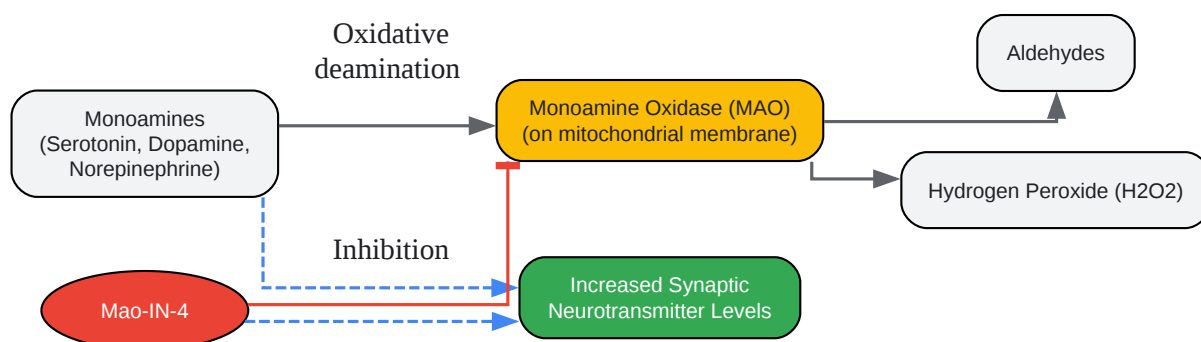 Oxidative
deamination
Aldehydes
Monoamines
(Serotonin, Dopamine,
Norepinephrine)
Monoamine Oxidase (MAO)
(on mitochondrial membrane)
Hydrogen Peroxide (H2O2)
Inhibition
Mao-IN-4
Increased Synaptic
Neurotransmitter Levels